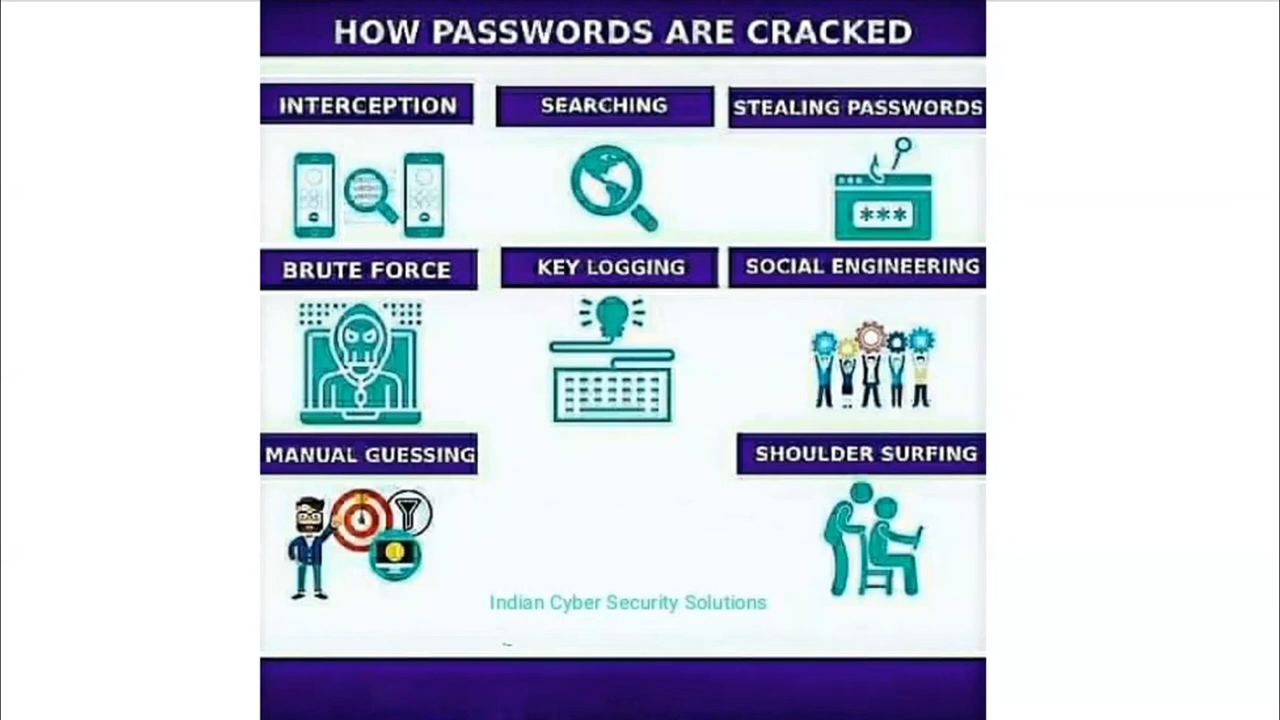 HOW PASSWORDS ARE CRACKED
INTERCEPTION
SEARCHING
STEALING PASSWORDS
***
BRUTE FORCE
KEY LOGGING
SOCIAL ENGINEERING
MANUAL GUESSING
SHOULDER SURFING
Indian Cyber Security Solutions